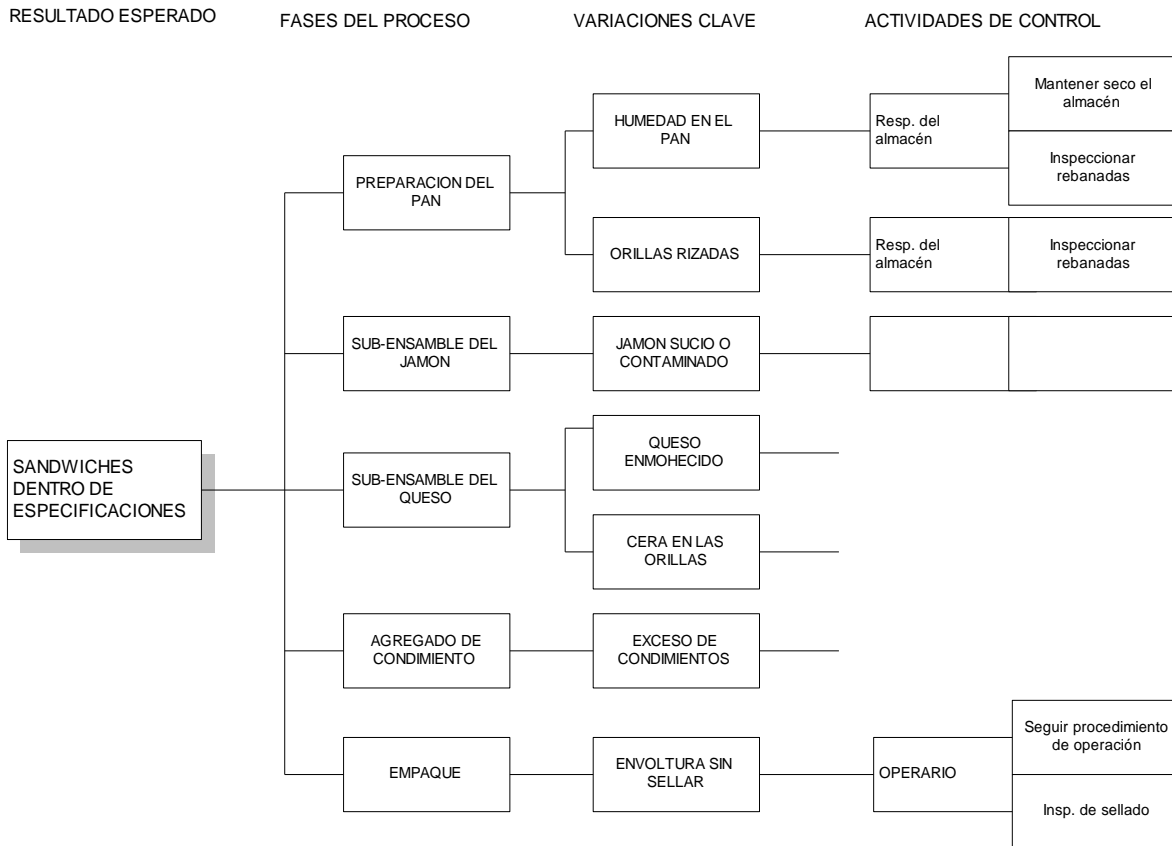 RESULTADO ESPERADO
FASES DEL PROCESO
VARIACIONES CLAVE
ACTIVIDADES DE CONTROL
HUMEDAD EN EL
PAN
Resp. del
almacén
Mantener seco el
almacén
Inspeccionar
rebanadas
PREPARACION DEL
PAN
ORILLAS RIZADAS
Resp. del
almacén
Inspeccionar
rebanadas
SUB-ENSAMBLE DEL
JAMON
JAMON SUCIO O
CONTAMINADO
SANDWICHES
DENTRO DE
ESPECIFICACIONES
SUB-ENSAMBLE DEL
QUESO
QUESO
ENMOHECIDO
CERA EN LAS
ORILLAS
AGREGADO DE
CONDIMIENTO
EXCESO DE
CONDIMIENTOS
EMPAQUE
ENVOLTURA SIN
SELLAR
OPERARIO
Seguir procedimiento
de operación
Insp. de sellado